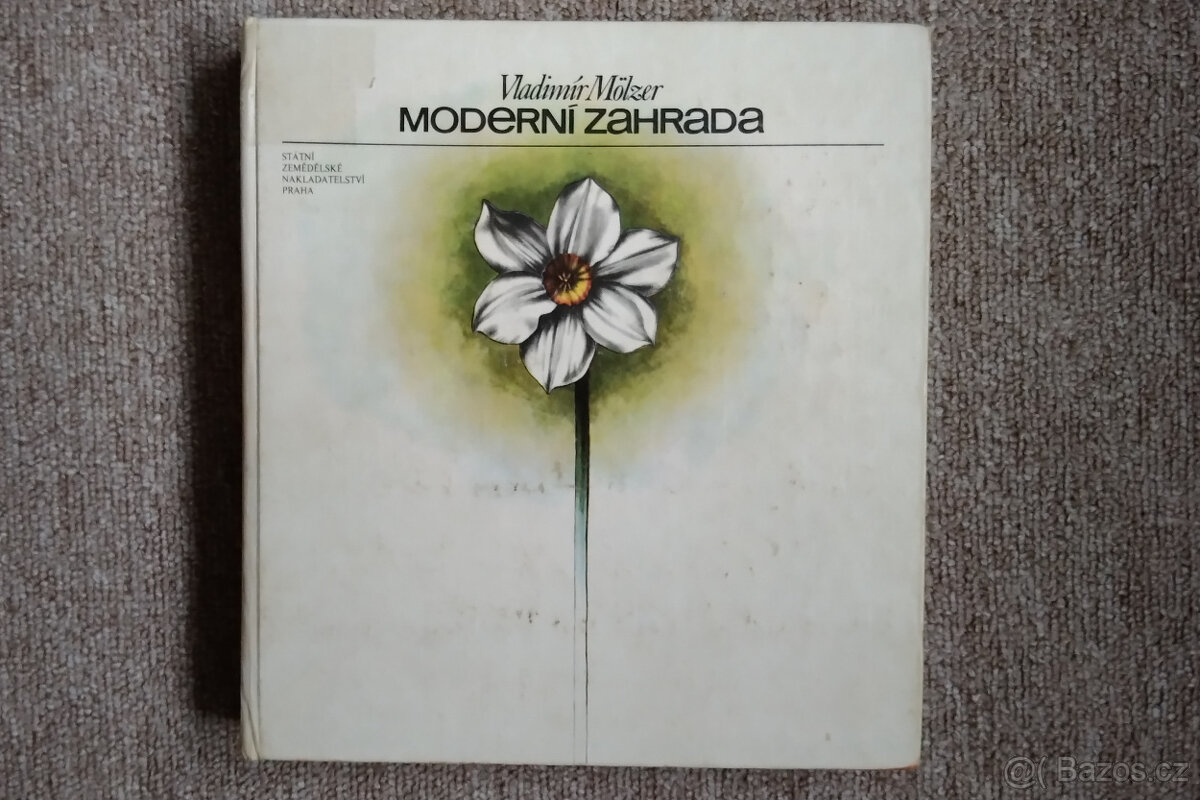 Vladimír Mölzer
MODERNÍ ZAHRADA
STÁTNÍ
ZEMĚDĚLSKÉ
NAKLADATELSTVÍ
PRAHA
@( Bazos.cz